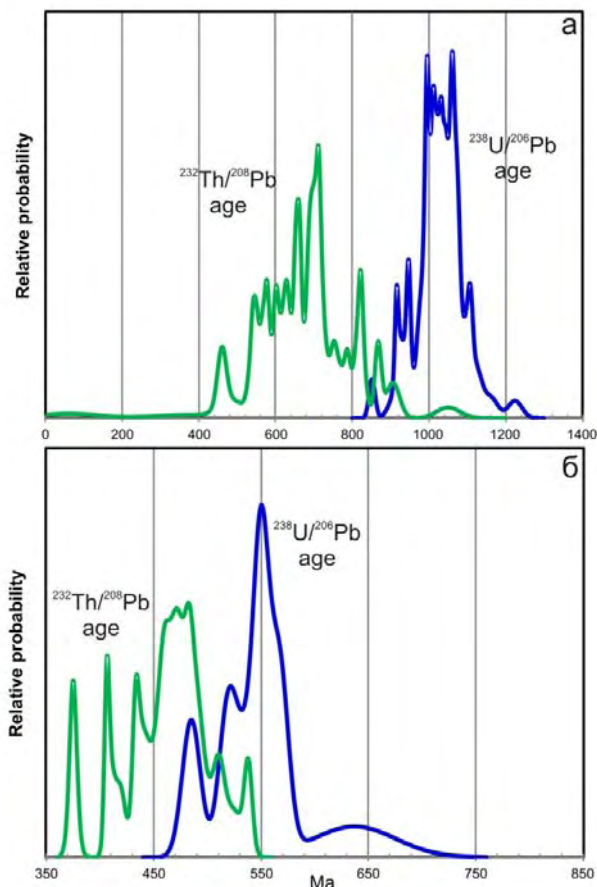 а
²³²Th/²⁰⁸Pb
age
²³⁸U/²⁰⁶Pb
age
Relative probability
0 200 400 600 800 1000 1200 1400
б
²³⁸U/²⁰⁶Pb
age
²³²Th/²⁰⁸Pb
age
Relative probability
350 450 550 650 750 850
Ma